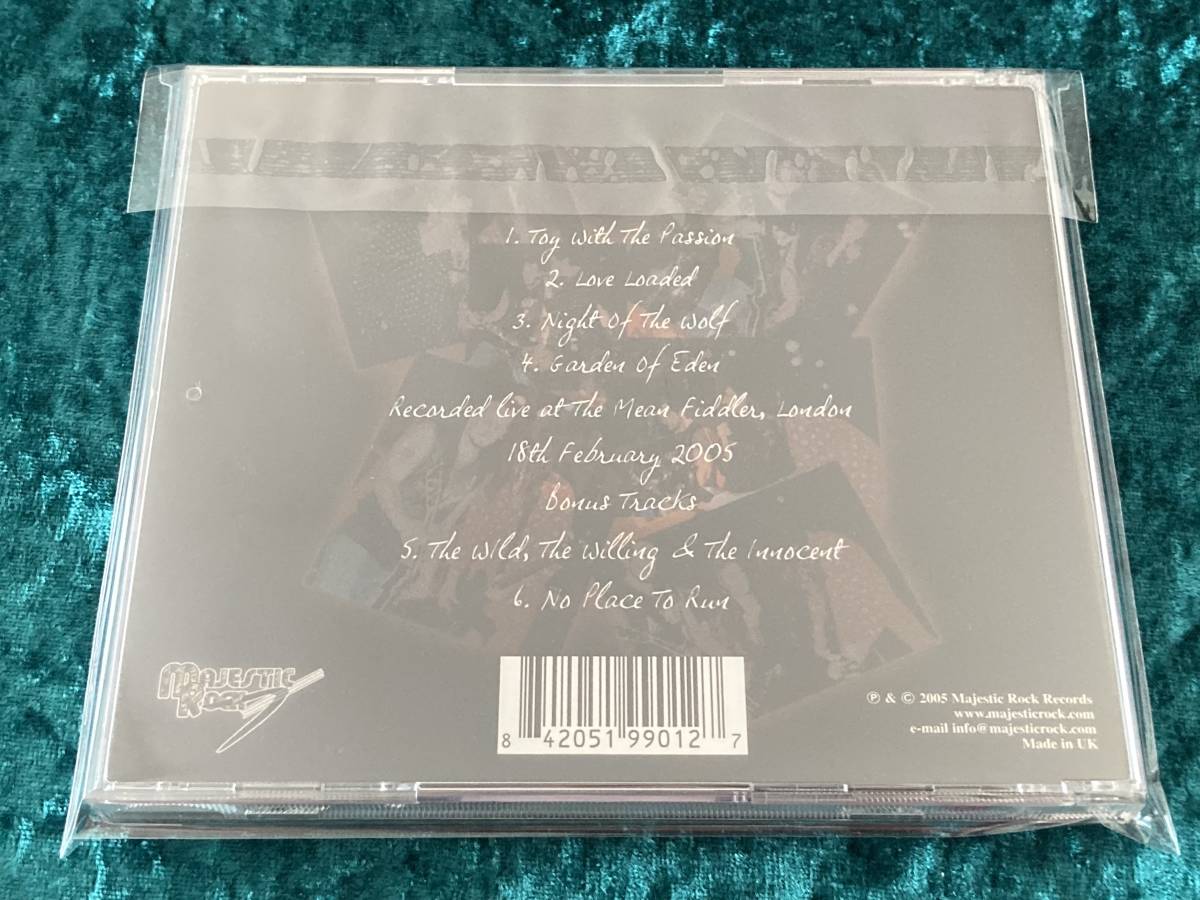 1. Toy With The Passion
2. Love Loaded
3. Night Of The Wolf
4. Garden Of Eden
Recorded live at The Mean Fiddler, London
18th February 2005
Bonus Tracks
5. The Wild, The Willing & The Innocent
6. No Place To Run
MAJESTIC
ROCK
8 42051 99012 7
℗ & © 2005 Majestic Rock Records
www.majesticrock.com
e-mail info@majesticrock.com
Made in UK